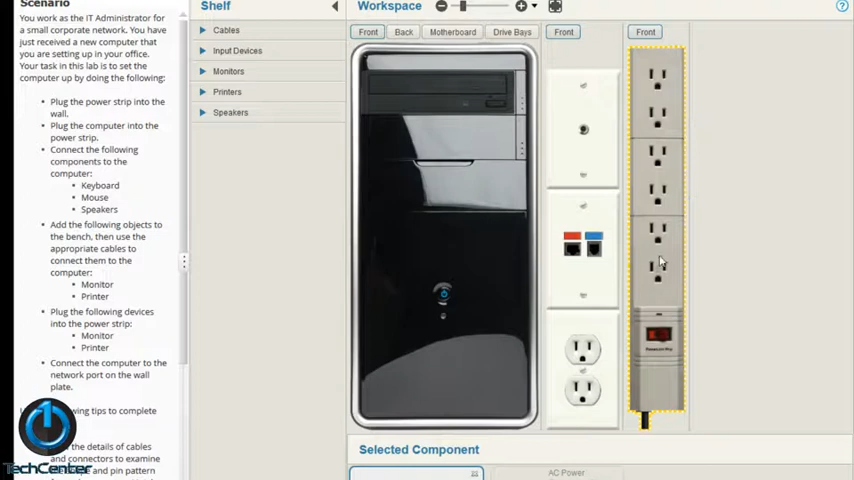 Scenario
You work as the IT Administrator for
a small corporate network. You have
just received a new computer that
you are setting up in your office.
Your task in this lab is to set the
computer up by doing the following:
Plug the power strip into the
wall.
Plug the computer into the
power strip.
Connect the following
components to the
computer:
Keyboard
Mouse
Speakers
Add the following objects to
the bench, then use the
appropriate cables to
connect them to the
computer:
Monitor
Printer
Plug the following devices
into the power strip:
Monitor
Printer
Connect the computer to the
network port on the wall
plate.
wing tips to complete
the details of cables
and connectors to examine
pe and pin pattern
TechCenter
Shelf
Cables
Input Devices
Monitors
Printers
Speakers
Workspace
Front
Back
Motherboard
Drive Bays
Front
Front
Selected Component
AC Power